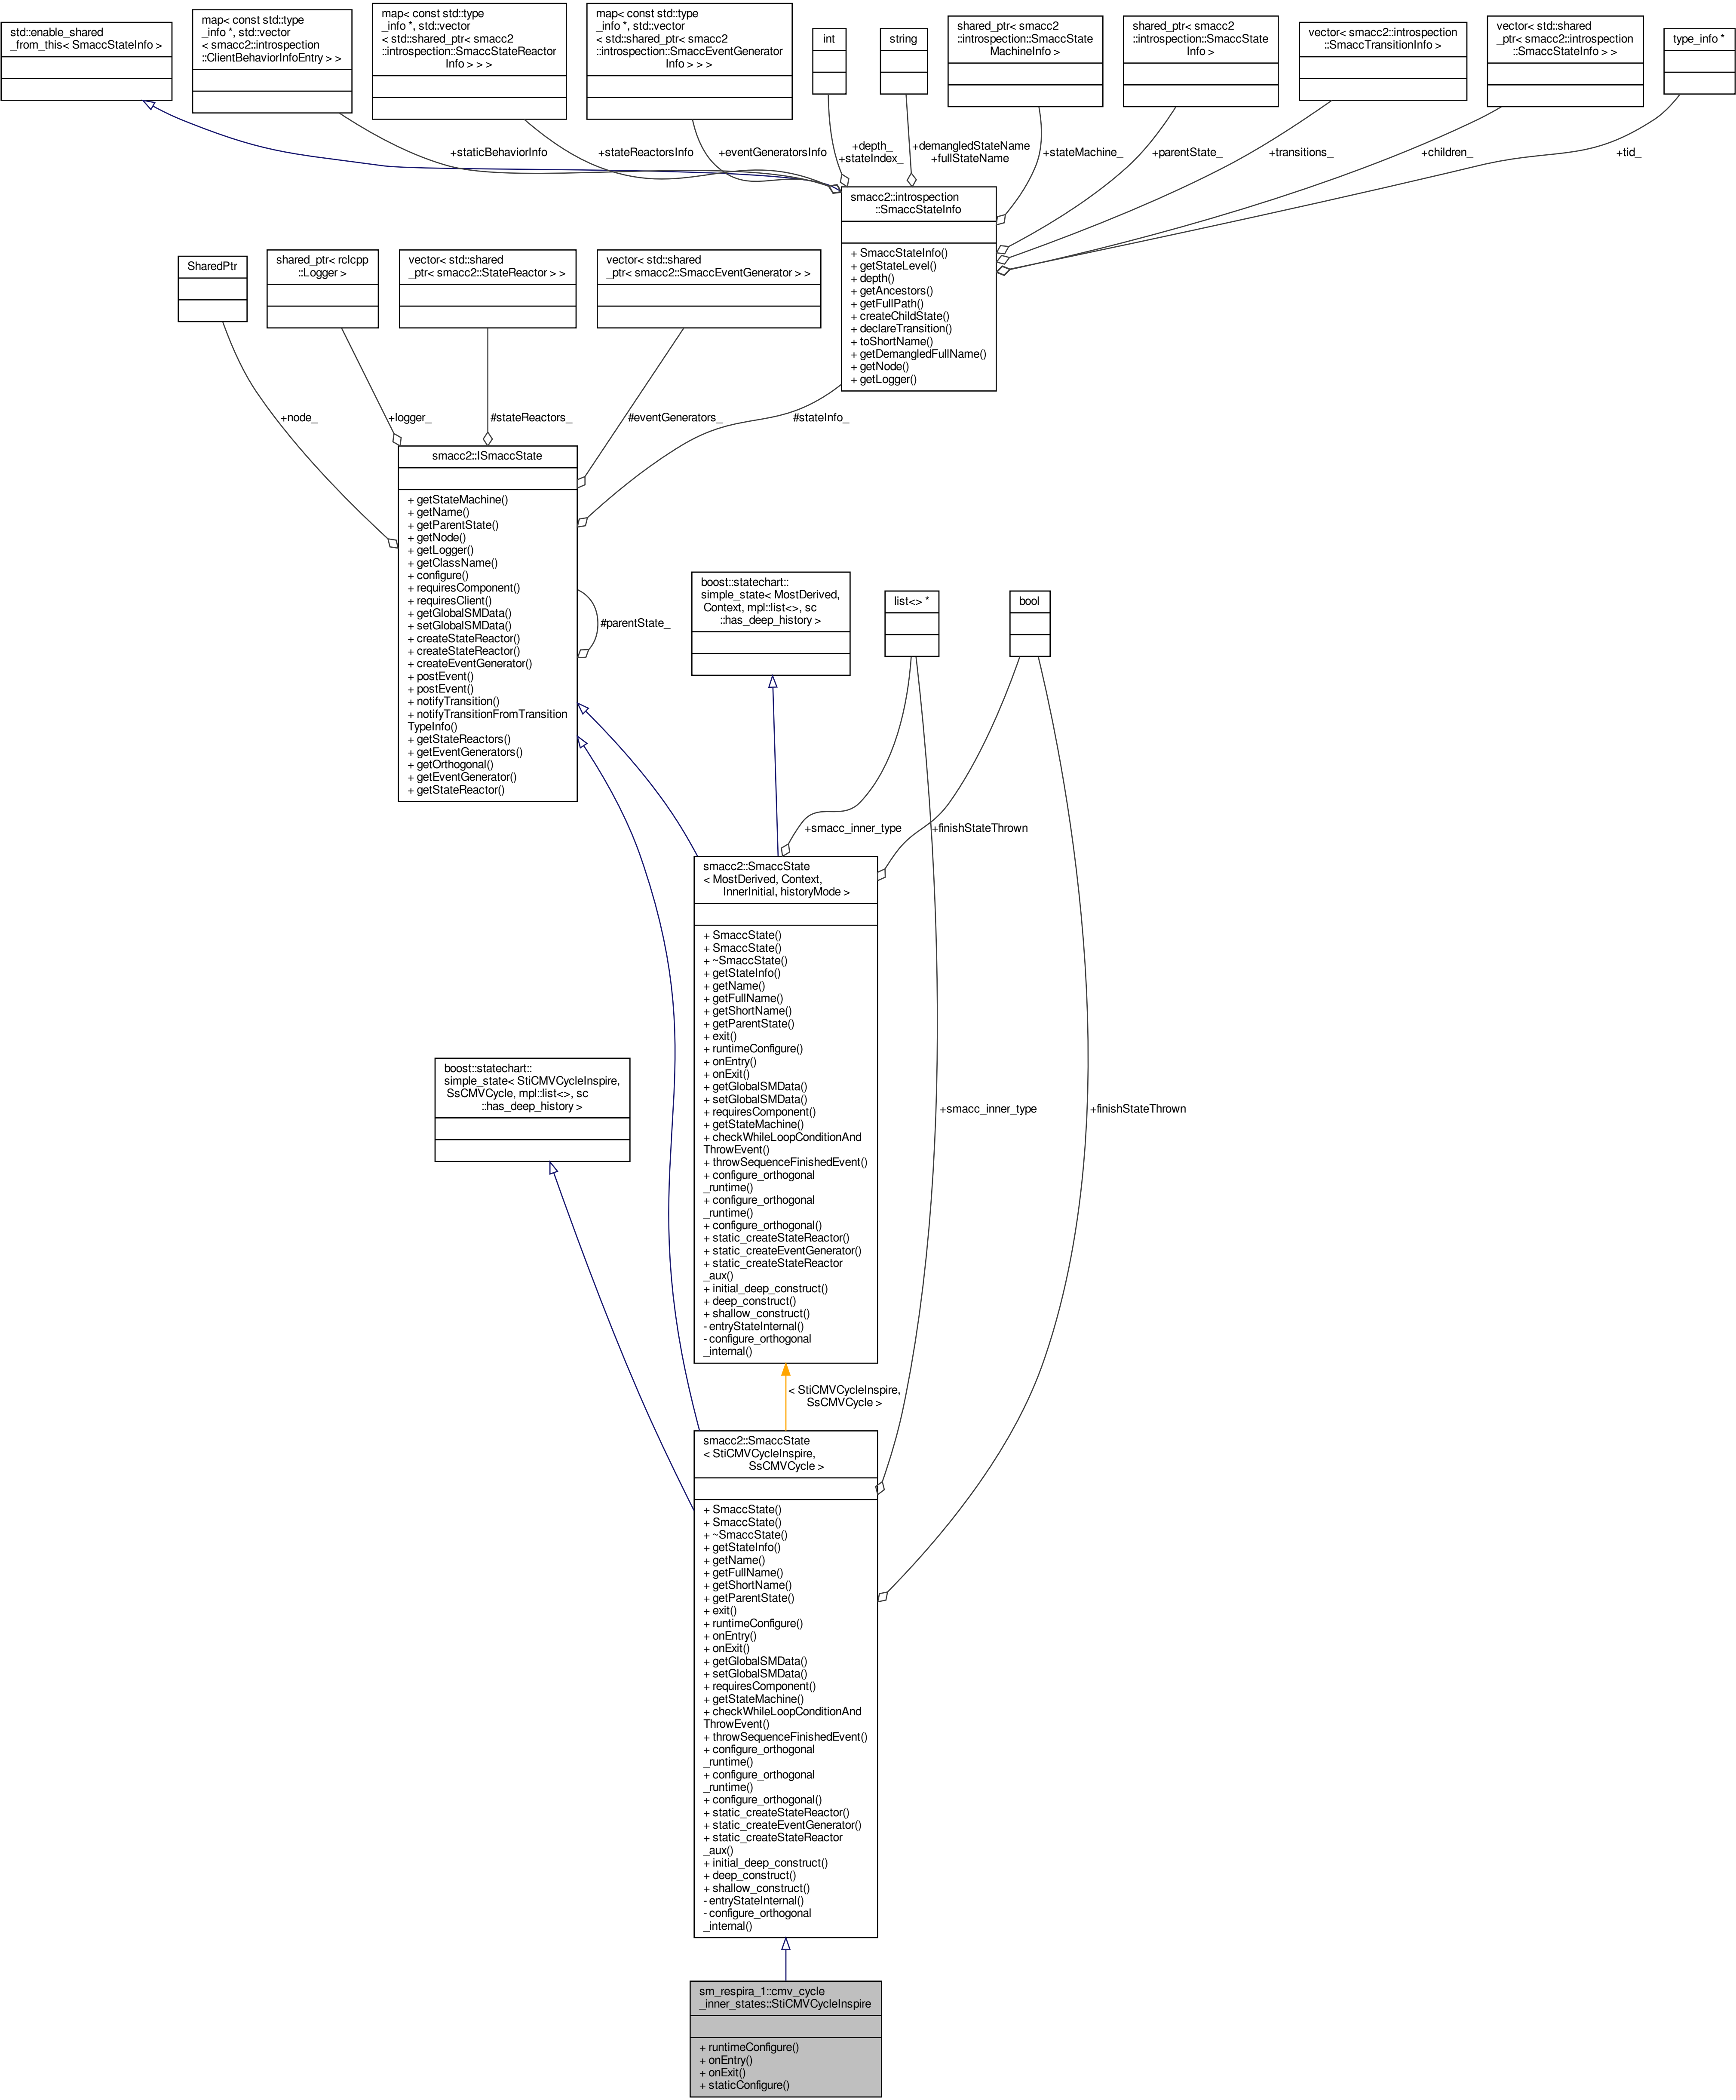 std::enable_shared
_from_this< SmaccStateInfo >
map< const std::type
_info *, std::vector
< smacc2::introspection
::ClientBehaviorInfoEntry > >
map< const std::type
_info *, std::vector
< std::shared_ptr< smacc2
::introspection::SmaccStateReactor
Info > > >
map< const std::type
_info *, std::vector
< std::shared_ptr< smacc2
::introspection::SmaccEventGenerator
Info > > >
int
string
shared_ptr< smacc2
::introspection::SmaccState
MachineInfo >
shared_ptr< smacc2
::introspection::SmaccState
Info >
vector< smacc2::introspection
::SmaccTransitionInfo >
vector< std::shared
_ptr< smacc2::introspection
::SmaccStateInfo > >
type_info *
+staticBehaviorInfo
+stateReactorsInfo
+eventGeneratorsInfo
+depth_
+stateIndex_
+demangledStateName
+fullStateName
+stateMachine_
+parentState_
+transitions_
+children_
+tid_
smacc2::introspection
::SmaccStateInfo
+ SmaccStateInfo()
+ getStateLevel()
+ depth()
+ getAncestors()
+ getFullPath()
+ createChildState()
+ declareTransition()
+ toShortName()
+ getDemangledFullName()
+ getNode()
+ getLogger()
SharedPtr
shared_ptr< rclcpp
::Logger >
vector< std::shared
_ptr< smacc2::StateReactor > >
vector< std::shared
_ptr< smacc2::SmaccEventGenerator > >
+node_
+logger_
#stateReactors_
#eventGenerators_
#stateInfo_
smacc2::ISmaccState
+ getStateMachine()
+ getName()
+ getParentState()
+ getNode()
+ getLogger()
+ getClassName()
+ configure()
+ requiresComponent()
+ requiresClient()
+ getGlobalSMData()
+ setGlobalSMData()
+ createStateReactor()
+ createStateReactor()
+ createEventGenerator()
+ postEvent()
+ postEvent()
+ notifyTransition()
+ notifyTransitionFromTransition
TypeInfo()
+ getStateReactors()
+ getEventGenerators()
+ getOrthogonal()
+ getEventGenerator()
+ getStateReactor()
#parentState_
boost::statechart::
simple_state< MostDerived,
Context, mpl::list<>, sc
::has_deep_history >
list<> *
bool
+smacc_inner_type
+finishStateThrown
smacc2::SmaccState
< MostDerived, Context,
InnerInitial, historyMode >
+ SmaccState()
+ SmaccState()
+ ~SmaccState()
+ getStateInfo()
+ getName()
+ getFullName()
+ getShortName()
+ getParentState()
+ exit()
+ runtimeConfigure()
+ onEntry()
+ onExit()
+ getGlobalSMData()
+ setGlobalSMData()
+ requiresComponent()
+ getStateMachine()
+ checkWhileLoopConditionAnd
ThrowEvent()
+ throwSequenceFinishedEvent()
+ configure_orthogonal
_runtime()
+ configure_orthogonal
_runtime()
+ configure_orthogonal()
+ static_createStateReactor()
+ static_createEventGenerator()
+ static_createStateReactor
_aux()
+ initial_deep_construct()
+ deep_construct()
+ shallow_construct()
- entryStateInternal()
- configure_orthogonal
_internal()
boost::statechart::
simple_state< StiCMVCycleInspire,
SsCMVCycle, mpl::list<>, sc
::has_deep_history >
+smacc_inner_type
+finishStateThrown
< StiCMVCycleInspire,
SsCMVCycle >
smacc2::SmaccState
< StiCMVCycleInspire,
SsCMVCycle >
+ SmaccState()
+ SmaccState()
+ ~SmaccState()
+ getStateInfo()
+ getName()
+ getFullName()
+ getShortName()
+ getParentState()
+ exit()
+ runtimeConfigure()
+ onEntry()
+ onExit()
+ getGlobalSMData()
+ setGlobalSMData()
+ requiresComponent()
+ getStateMachine()
+ checkWhileLoopConditionAnd
ThrowEvent()
+ throwSequenceFinishedEvent()
+ configure_orthogonal
_runtime()
+ configure_orthogonal
_runtime()
+ configure_orthogonal()
+ static_createStateReactor()
+ static_createEventGenerator()
+ static_createStateReactor
_aux()
+ initial_deep_construct()
+ deep_construct()
+ shallow_construct()
- entryStateInternal()
- configure_orthogonal
_internal()
sm_respira_1::cmv_cycle
_inner_states::StiCMVCycleInspire
+ runtimeConfigure()
+ onEntry()
+ onExit()
+ staticConfigure()